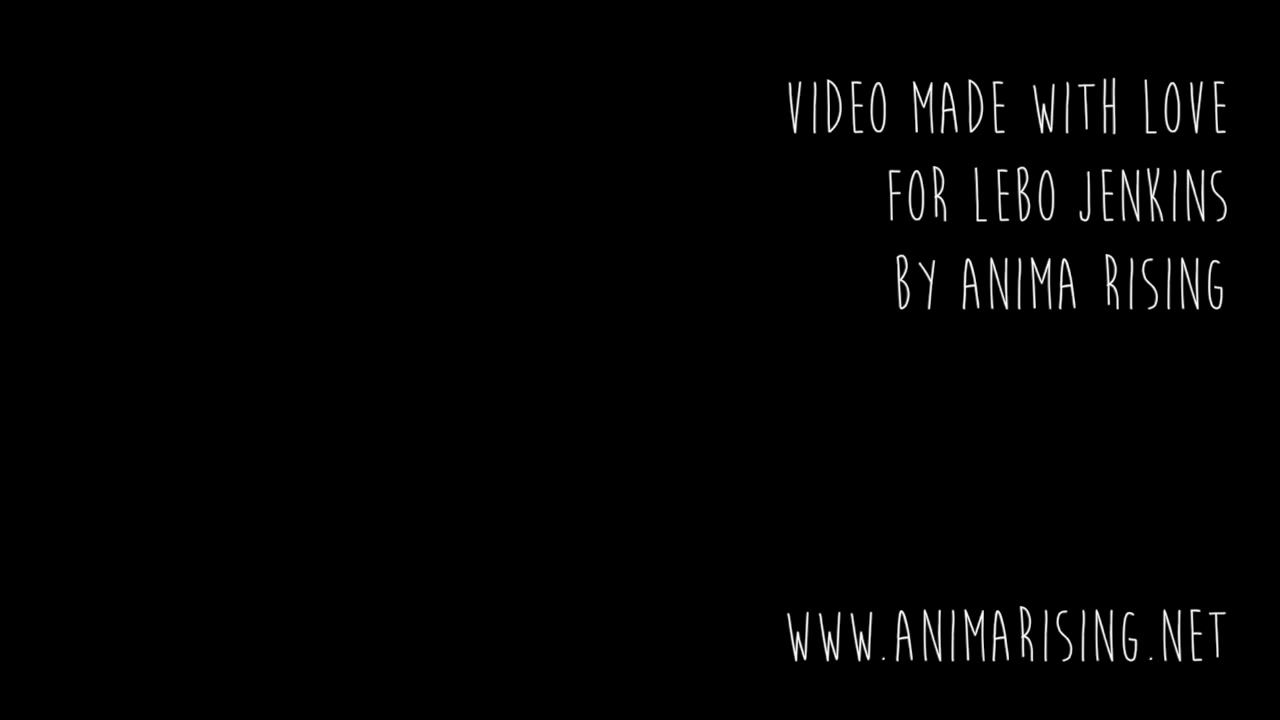 VIDEO MADE WITH LOVE
FOR LEBO JENKINS
BY ANIMA RISING
WWW.ANIMARISING.NET